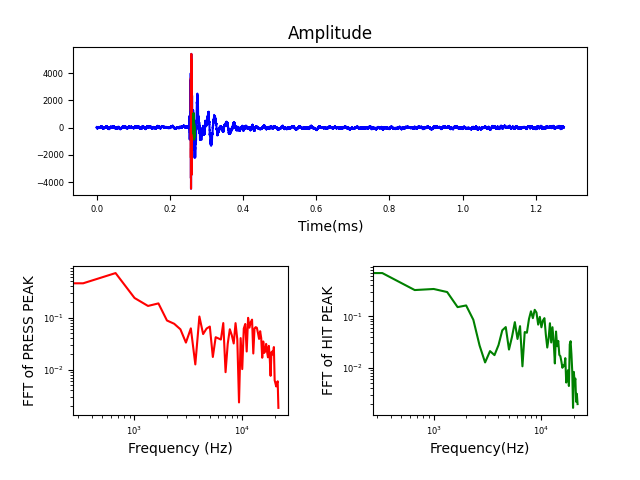 Amplitude
4000
2000
0
−2000
−4000
0.0 0.2 0.4 0.6 0.8 1.0 1.2
Time(ms)
FFT of PRESS PEAK
10⁻¹
10⁻²
10³ 10⁴
Frequency (Hz)
FFT of HIT PEAK
10⁻¹
10⁻²
10³ 10⁴
Frequency(Hz)